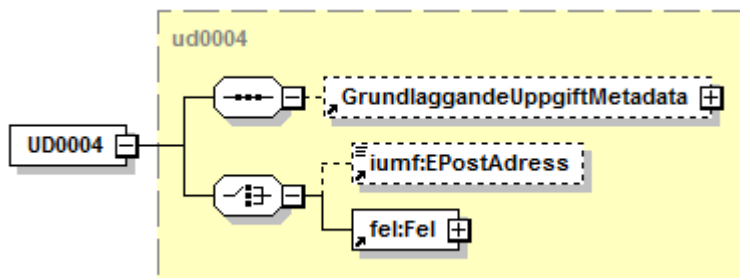 ud0004
GrundlaggandeUppgiftMetadata
UD0004
iumf:EPostAdress
fel:Fel